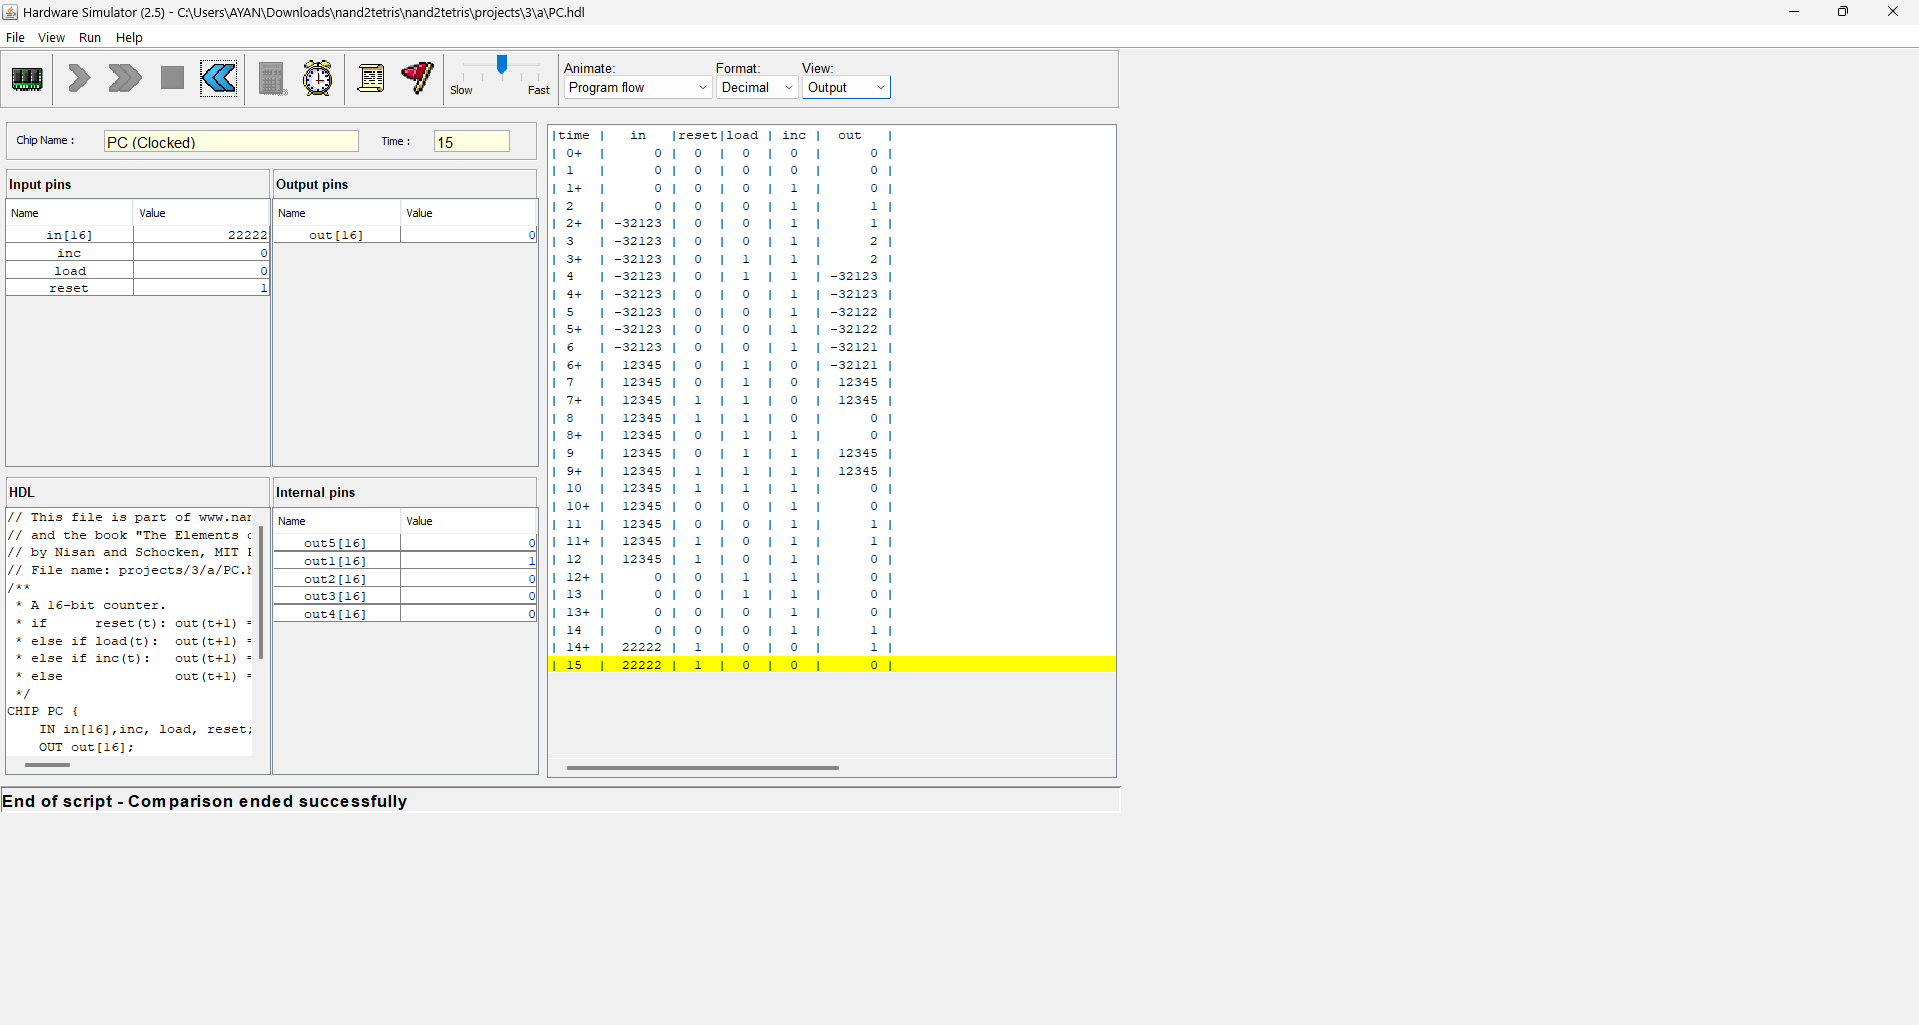 Hardware Simulator (2.5) - C:\Users\AYAN\Downloads\nand2tetris\nand2tetris\projects\3\a\PC.hdl
File View Run Help
Slow Fast
Animate: Format: View:
Program flow Decimal Output
Chip Name : PC (Clocked) Time : 15
Input pins
Name Value
in[16] 22222
inc 0
load 0
reset 1
Output pins
Name Value
out[16] 0
HDL
// This file is part of www.nan
// and the book "The Elements o
// by Nisan and Schocken, MIT P
// File name: projects/3/a/PC.h
/**
* A 16-bit counter.
* if reset(t): out(t+1) =
* else if load(t): out(t+1) =
* else if inc(t): out(t+1) =
* else out(t+1) =
*/
CHIP PC {
IN in[16],inc, load, reset;
OUT out[16];
Internal pins
Name Value
out5[16] 0
out1[16] 1
out2[16] 0
out3[16] 0
out4[16] 0
|time | in |reset|load | inc | out |
| 0+ | 0 | 0 | 0 | 0 | 0 |
| 1 | 0 | 0 | 0 | 0 | 0 |
| 1+ | 0 | 0 | 0 | 1 | 0 |
| 2 | 0 | 0 | 0 | 1 | 1 |
| 2+ | -32123 | 0 | 0 | 1 | 1 |
| 3 | -32123 | 0 | 0 | 1 | 2 |
| 3+ | -32123 | 0 | 1 | 1 | 2 |
| 4 | -32123 | 0 | 1 | 1 | -32123 |
| 4+ | -32123 | 0 | 0 | 1 | -32123 |
| 5 | -32123 | 0 | 0 | 1 | -32122 |
| 5+ | -32123 | 0 | 0 | 1 | -32122 |
| 6 | -32123 | 0 | 0 | 1 | -32121 |
| 6+ | 12345 | 0 | 1 | 0 | -32121 |
| 7 | 12345 | 0 | 1 | 0 | 12345 |
| 7+ | 12345 | 1 | 1 | 0 | 12345 |
| 8 | 12345 | 1 | 1 | 0 | 0 |
| 8+ | 12345 | 0 | 1 | 1 | 0 |
| 9 | 12345 | 0 | 1 | 1 | 12345 |
| 9+ | 12345 | 1 | 1 | 1 | 12345 |
| 10 | 12345 | 1 | 1 | 1 | 0 |
| 10+ | 12345 | 0 | 0 | 1 | 0 |
| 11 | 12345 | 0 | 0 | 1 | 1 |
| 11+ | 12345 | 1 | 0 | 1 | 1 |
| 12 | 12345 | 1 | 0 | 1 | 0 |
| 12+ | 0 | 0 | 1 | 1 | 0 |
| 13 | 0 | 0 | 1 | 1 | 0 |
| 13+ | 0 | 0 | 0 | 1 | 0 |
| 14 | 0 | 0 | 0 | 1 | 1 |
| 14+ | 22222 | 1 | 0 | 0 | 1 |
| 15 | 22222 | 1 | 0 | 0 | 0 |
End of script - Comparison ended successfully